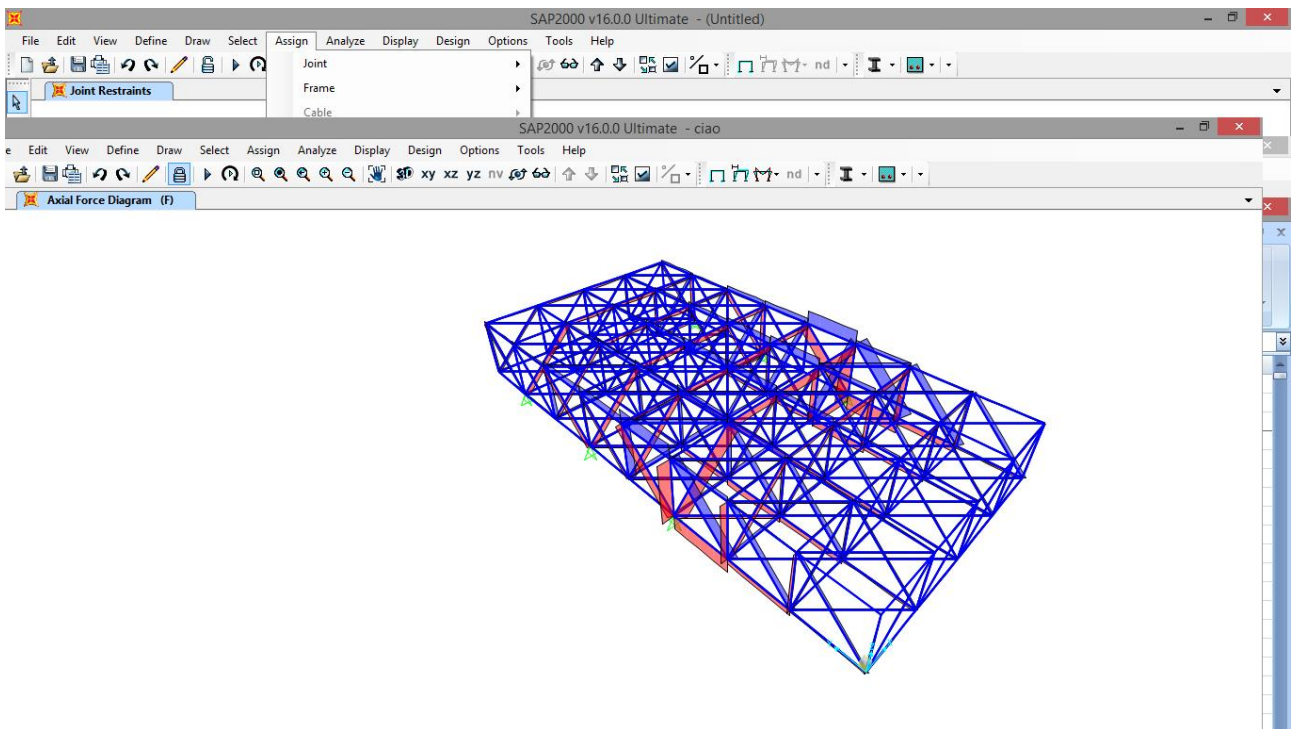 SAP2000 v16.0.0 Ultimate - (Untitled)
File Edit View Define Draw Select Assign Analyze Display Design Options Tools Help
nd
Joint Restraints
Joint
Frame
Cable
SAP2000 v16.0.0 Ultimate - ciao
e Edit View Define Draw Select Assign Analyze Display Design Options Tools Help
3D xy xz yz nv nd
Axial Force Diagram (F)